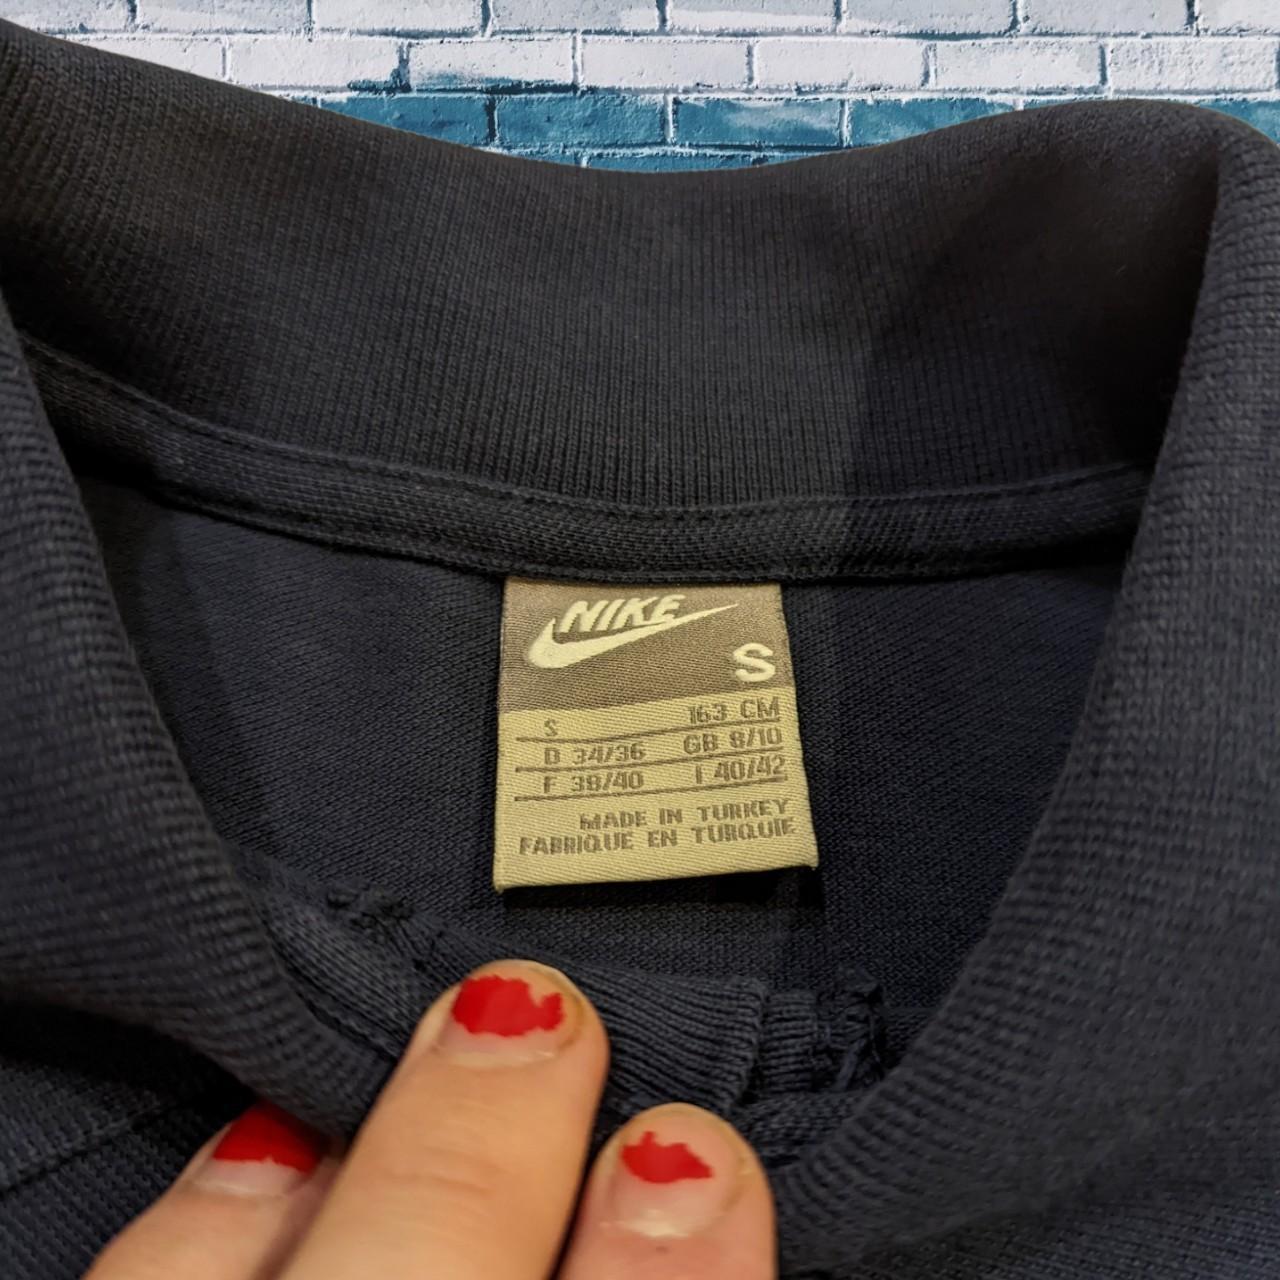 NIKE
S
S 163 CM
D 34/36 GB 8/10
F 38/40 I 40/42
MADE IN TURKEY
FABRIQUE EN TURQUIE